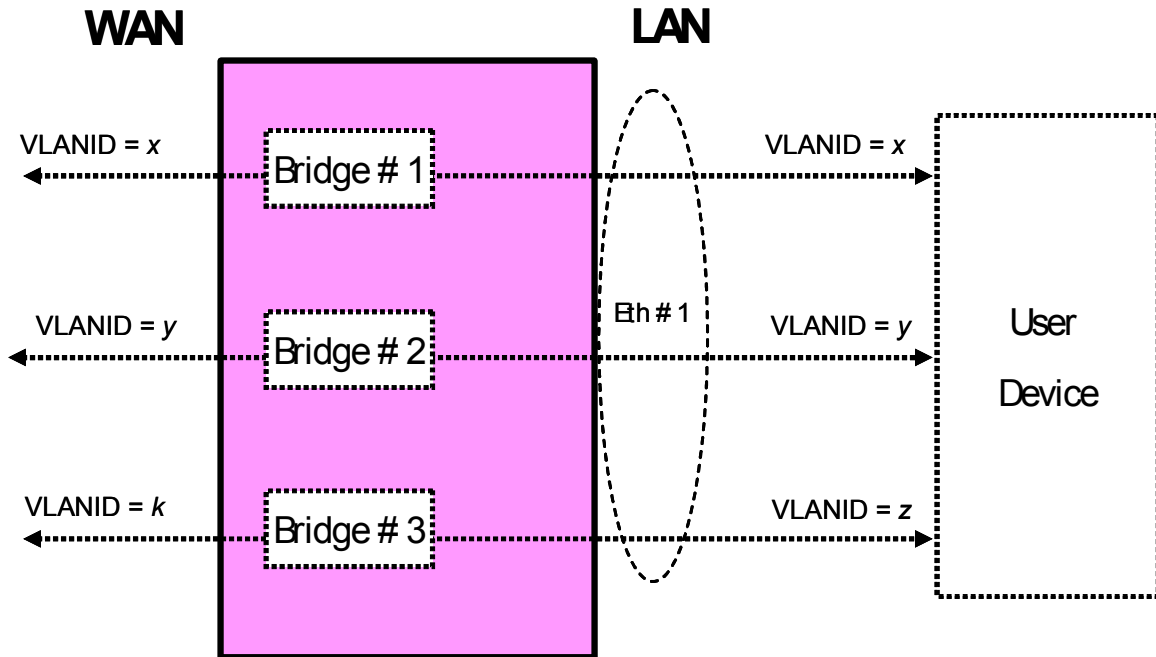 WAN
LAN
VLANID = x
Bridge # 1
VLANID = x
VLANID = y
Bridge # 2
Eth # 1
VLANID = y
User
Device
VLANID = k
Bridge # 3
VLANID = z